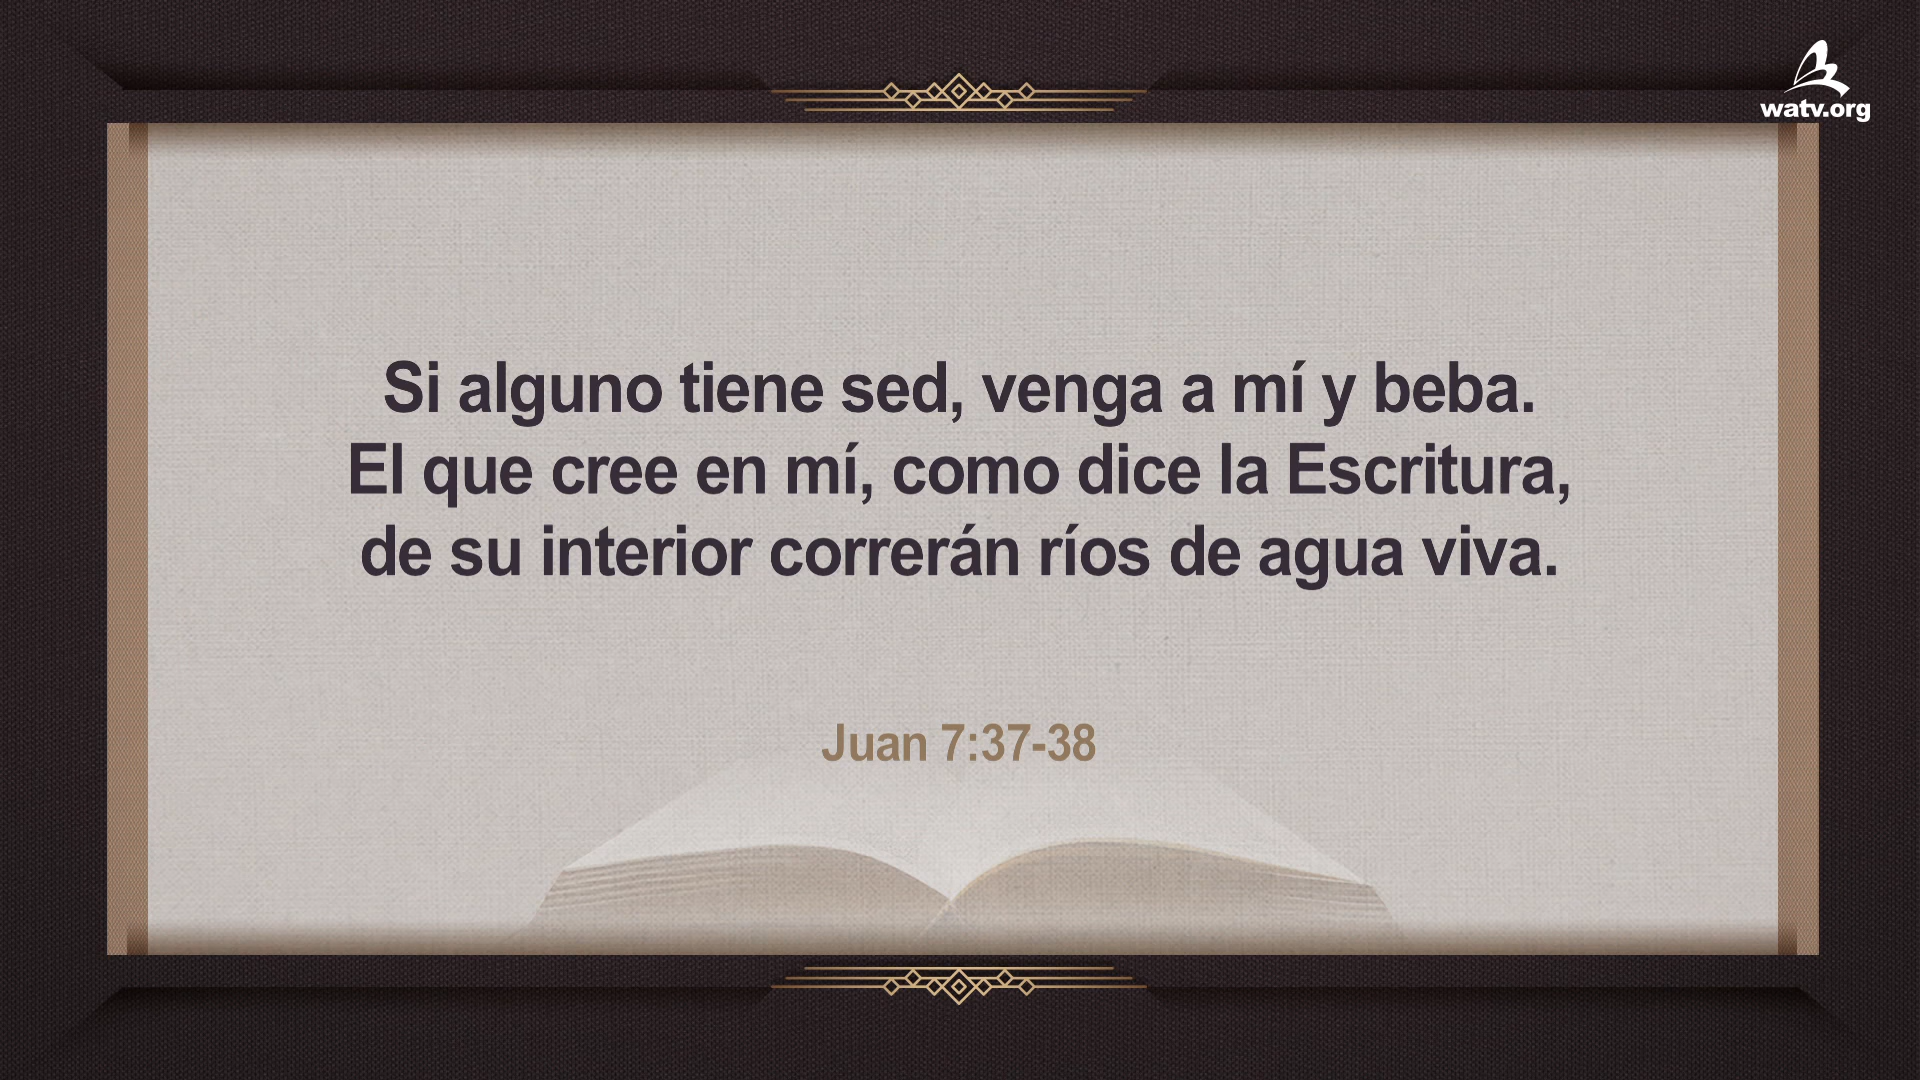 watv.org
Si alguno tiene sed, venga a mí y beba.
El que cree en mí, como dice la Escritura,
de su interior correrán ríos de agua viva.
Juan 7:37-38